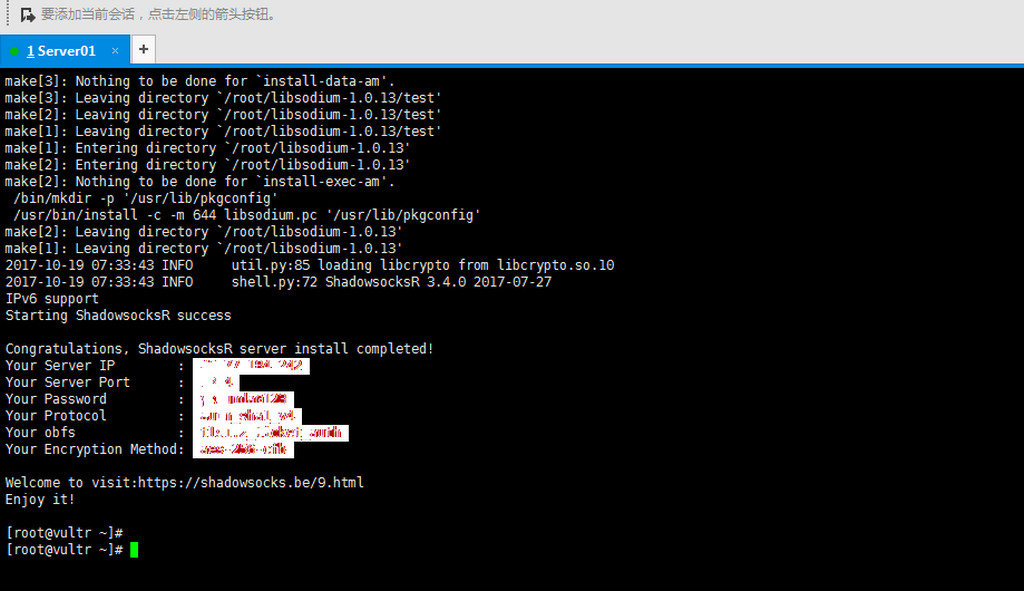 要添加当前会话，点击左侧的箭头按钮。
1 Server01 × +
make[3]: Nothing to be done for `install-data-am'.
make[3]: Leaving directory `/root/libsodium-1.0.13/test'
make[2]: Leaving directory `/root/libsodium-1.0.13/test'
make[1]: Leaving directory `/root/libsodium-1.0.13/test'
make[1]: Entering directory `/root/libsodium-1.0.13'
make[2]: Entering directory `/root/libsodium-1.0.13'
make[2]: Nothing to be done for `install-exec-am'.
/bin/mkdir -p '/usr/lib/pkgconfig'
/usr/bin/install -c -m 644 libsodium.pc '/usr/lib/pkgconfig'
make[2]: Leaving directory `/root/libsodium-1.0.13'
make[1]: Leaving directory `/root/libsodium-1.0.13'
2017-10-19 07:33:43 INFO     util.py:85 loading libcrypto from libcrypto.so.10
2017-10-19 07:33:43 INFO     shell.py:72 ShadowsocksR 3.4.0 2017-07-27
IPv6 support
Starting ShadowsocksR success
Congratulations, ShadowsocksR server install completed!
Your Server IP        :
Your Server Port      :
Your Password         :
Your Protocol         :
Your obfs             :
Your Encryption Method:
Welcome to visit:https://shadowsocks.be/9.html
Enjoy it!
[root@vultr ~]#
[root@vultr ~]#